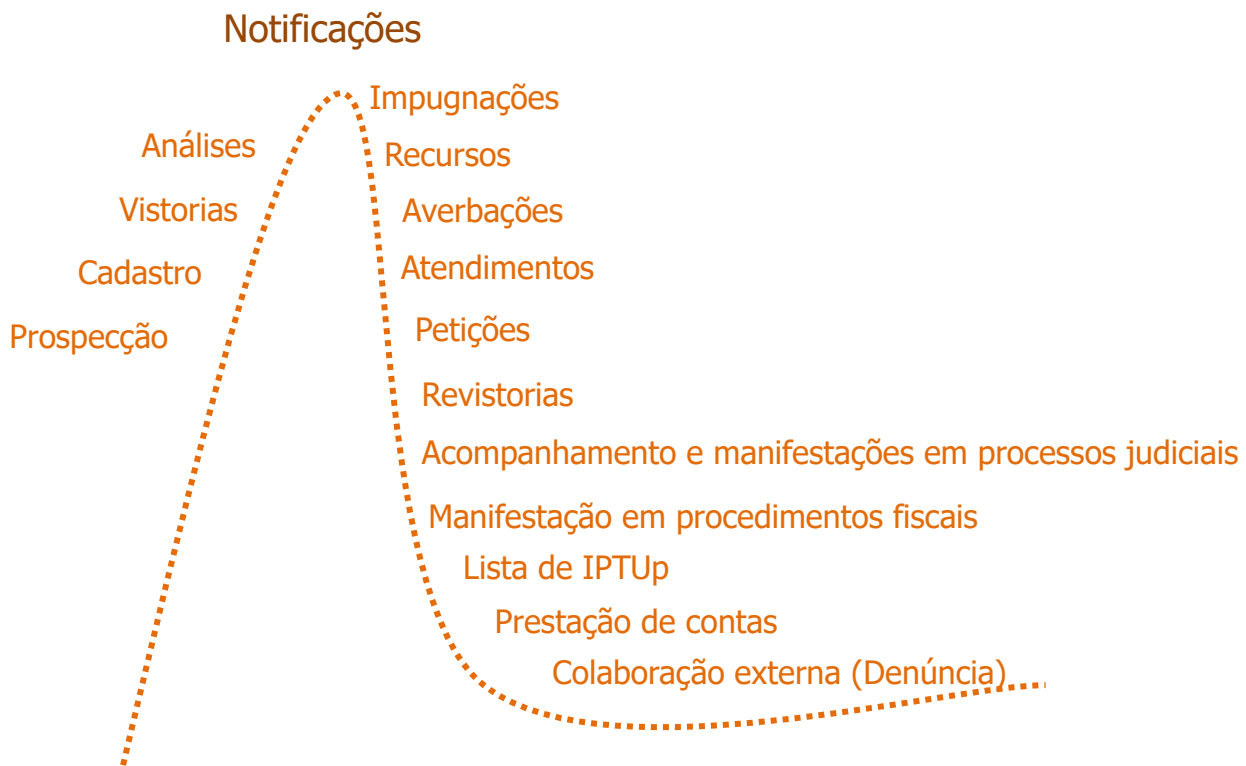 Notificações
Impugnações
Análises
Recursos
Vistorias
Averbações
Cadastro
Atendimentos
Prospecção
Petições
Revistorias
Acompanhamento e manifestações em processos judiciais
Manifestação em procedimentos fiscais
Lista de IPTUp
Prestação de contas
Colaboração externa (Denúncia)